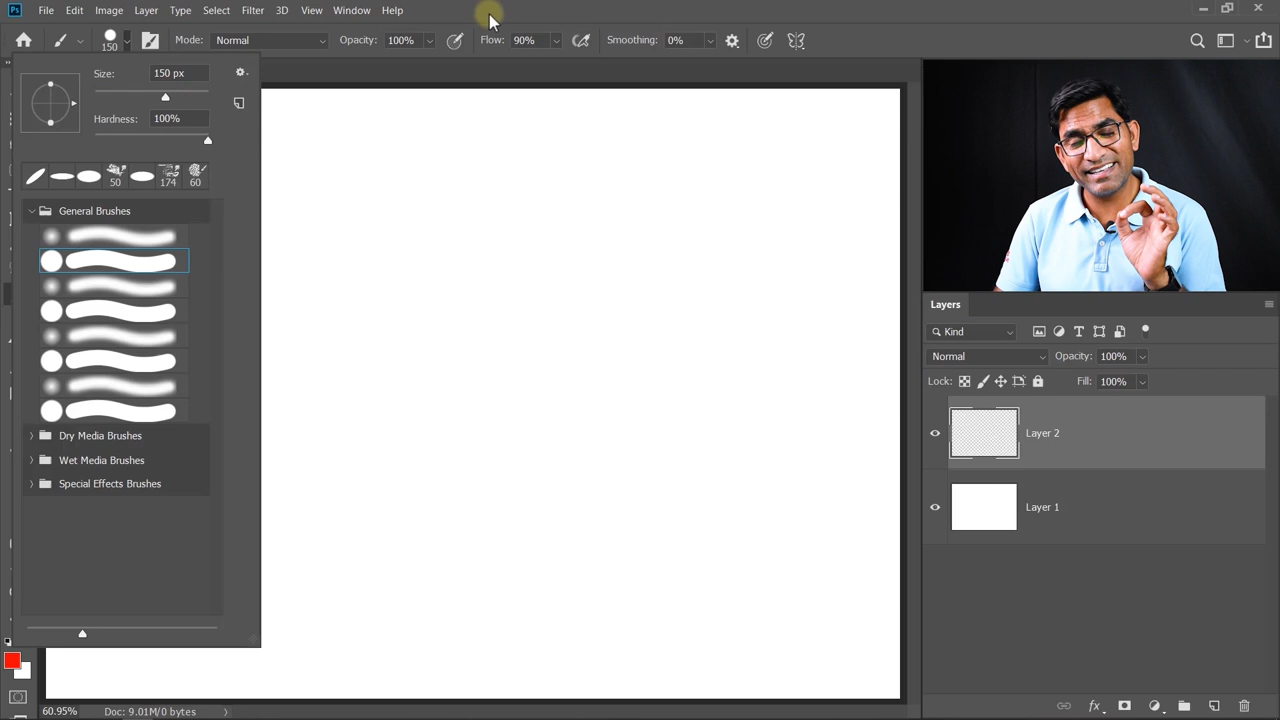 Ps File Edit Image Layer Type Select Filter 3D View Window Help
150 Mode: Normal Opacity: 100% Flow: 90% Smoothing: 0%
Size: 150 px
Hardness: 100%
50 174 60
General Brushes
Dry Media Brushes
Wet Media Brushes
Special Effects Brushes
Layers
Kind
Normal Opacity: 100%
Lock: Fill: 100%
Layer 2
Layer 1
fx
60.95% Doc: 9.01M/0 bytes